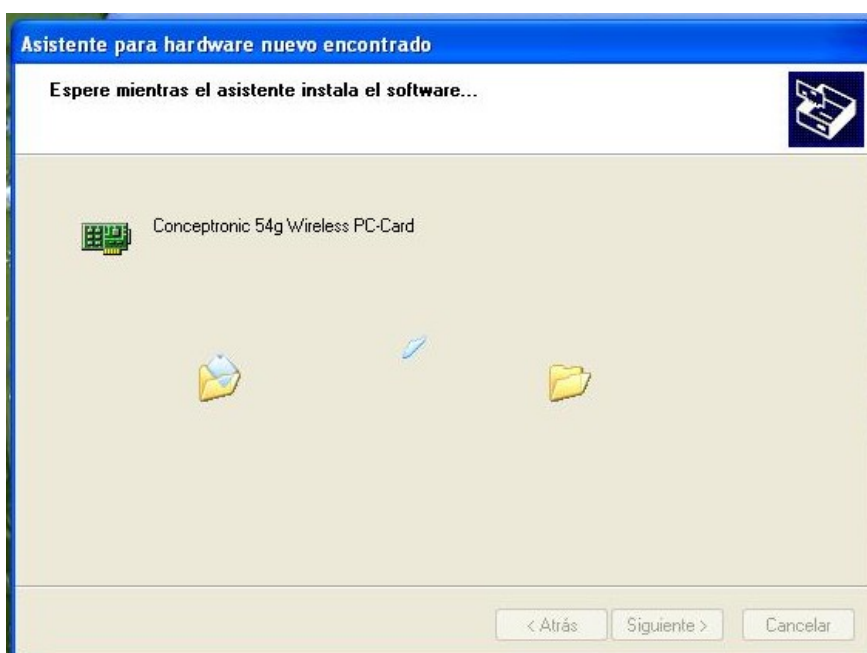 Asistente para hardware nuevo encontrado
Espere mientras el asistente instala el software...
Conceptronic 54g Wireless PC-Card
< Atrás
Siguiente >
Cancelar